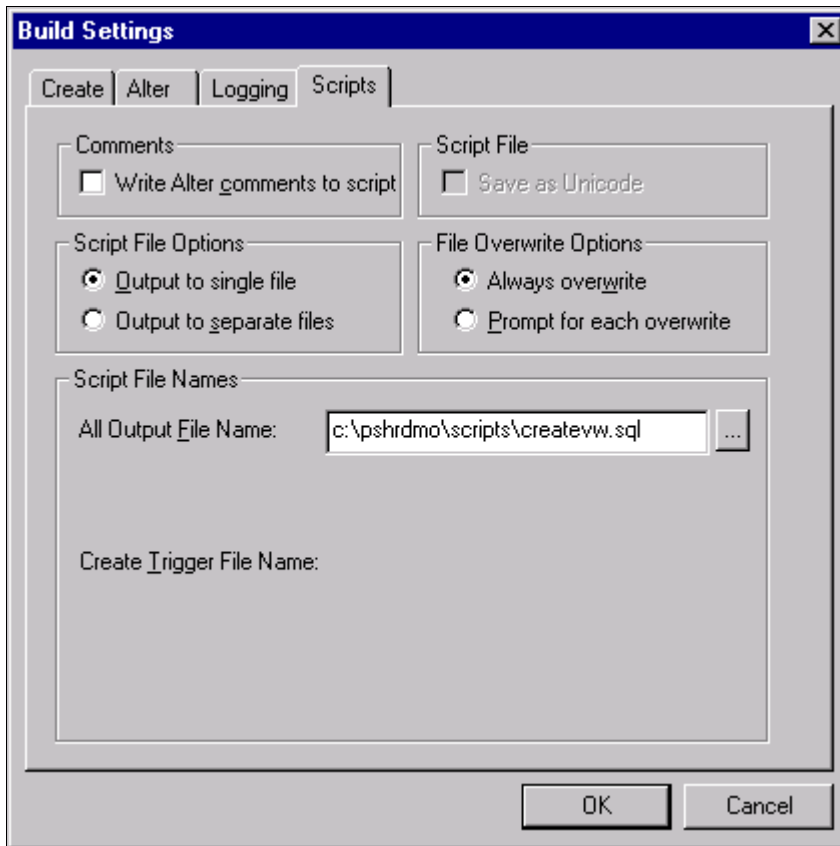 Build Settings
Create Alter Logging Scripts
Comments
Write Alter comments to script
Script File
Save as Unicode
Script File Options
Output to single file
Output to separate files
File Overwrite Options
Always overwrite
Prompt for each overwrite
Script File Names
All Output File Name: c:\pshrdmo\scripts\createvw.sql ...
Create Trigger File Name:
OK Cancel